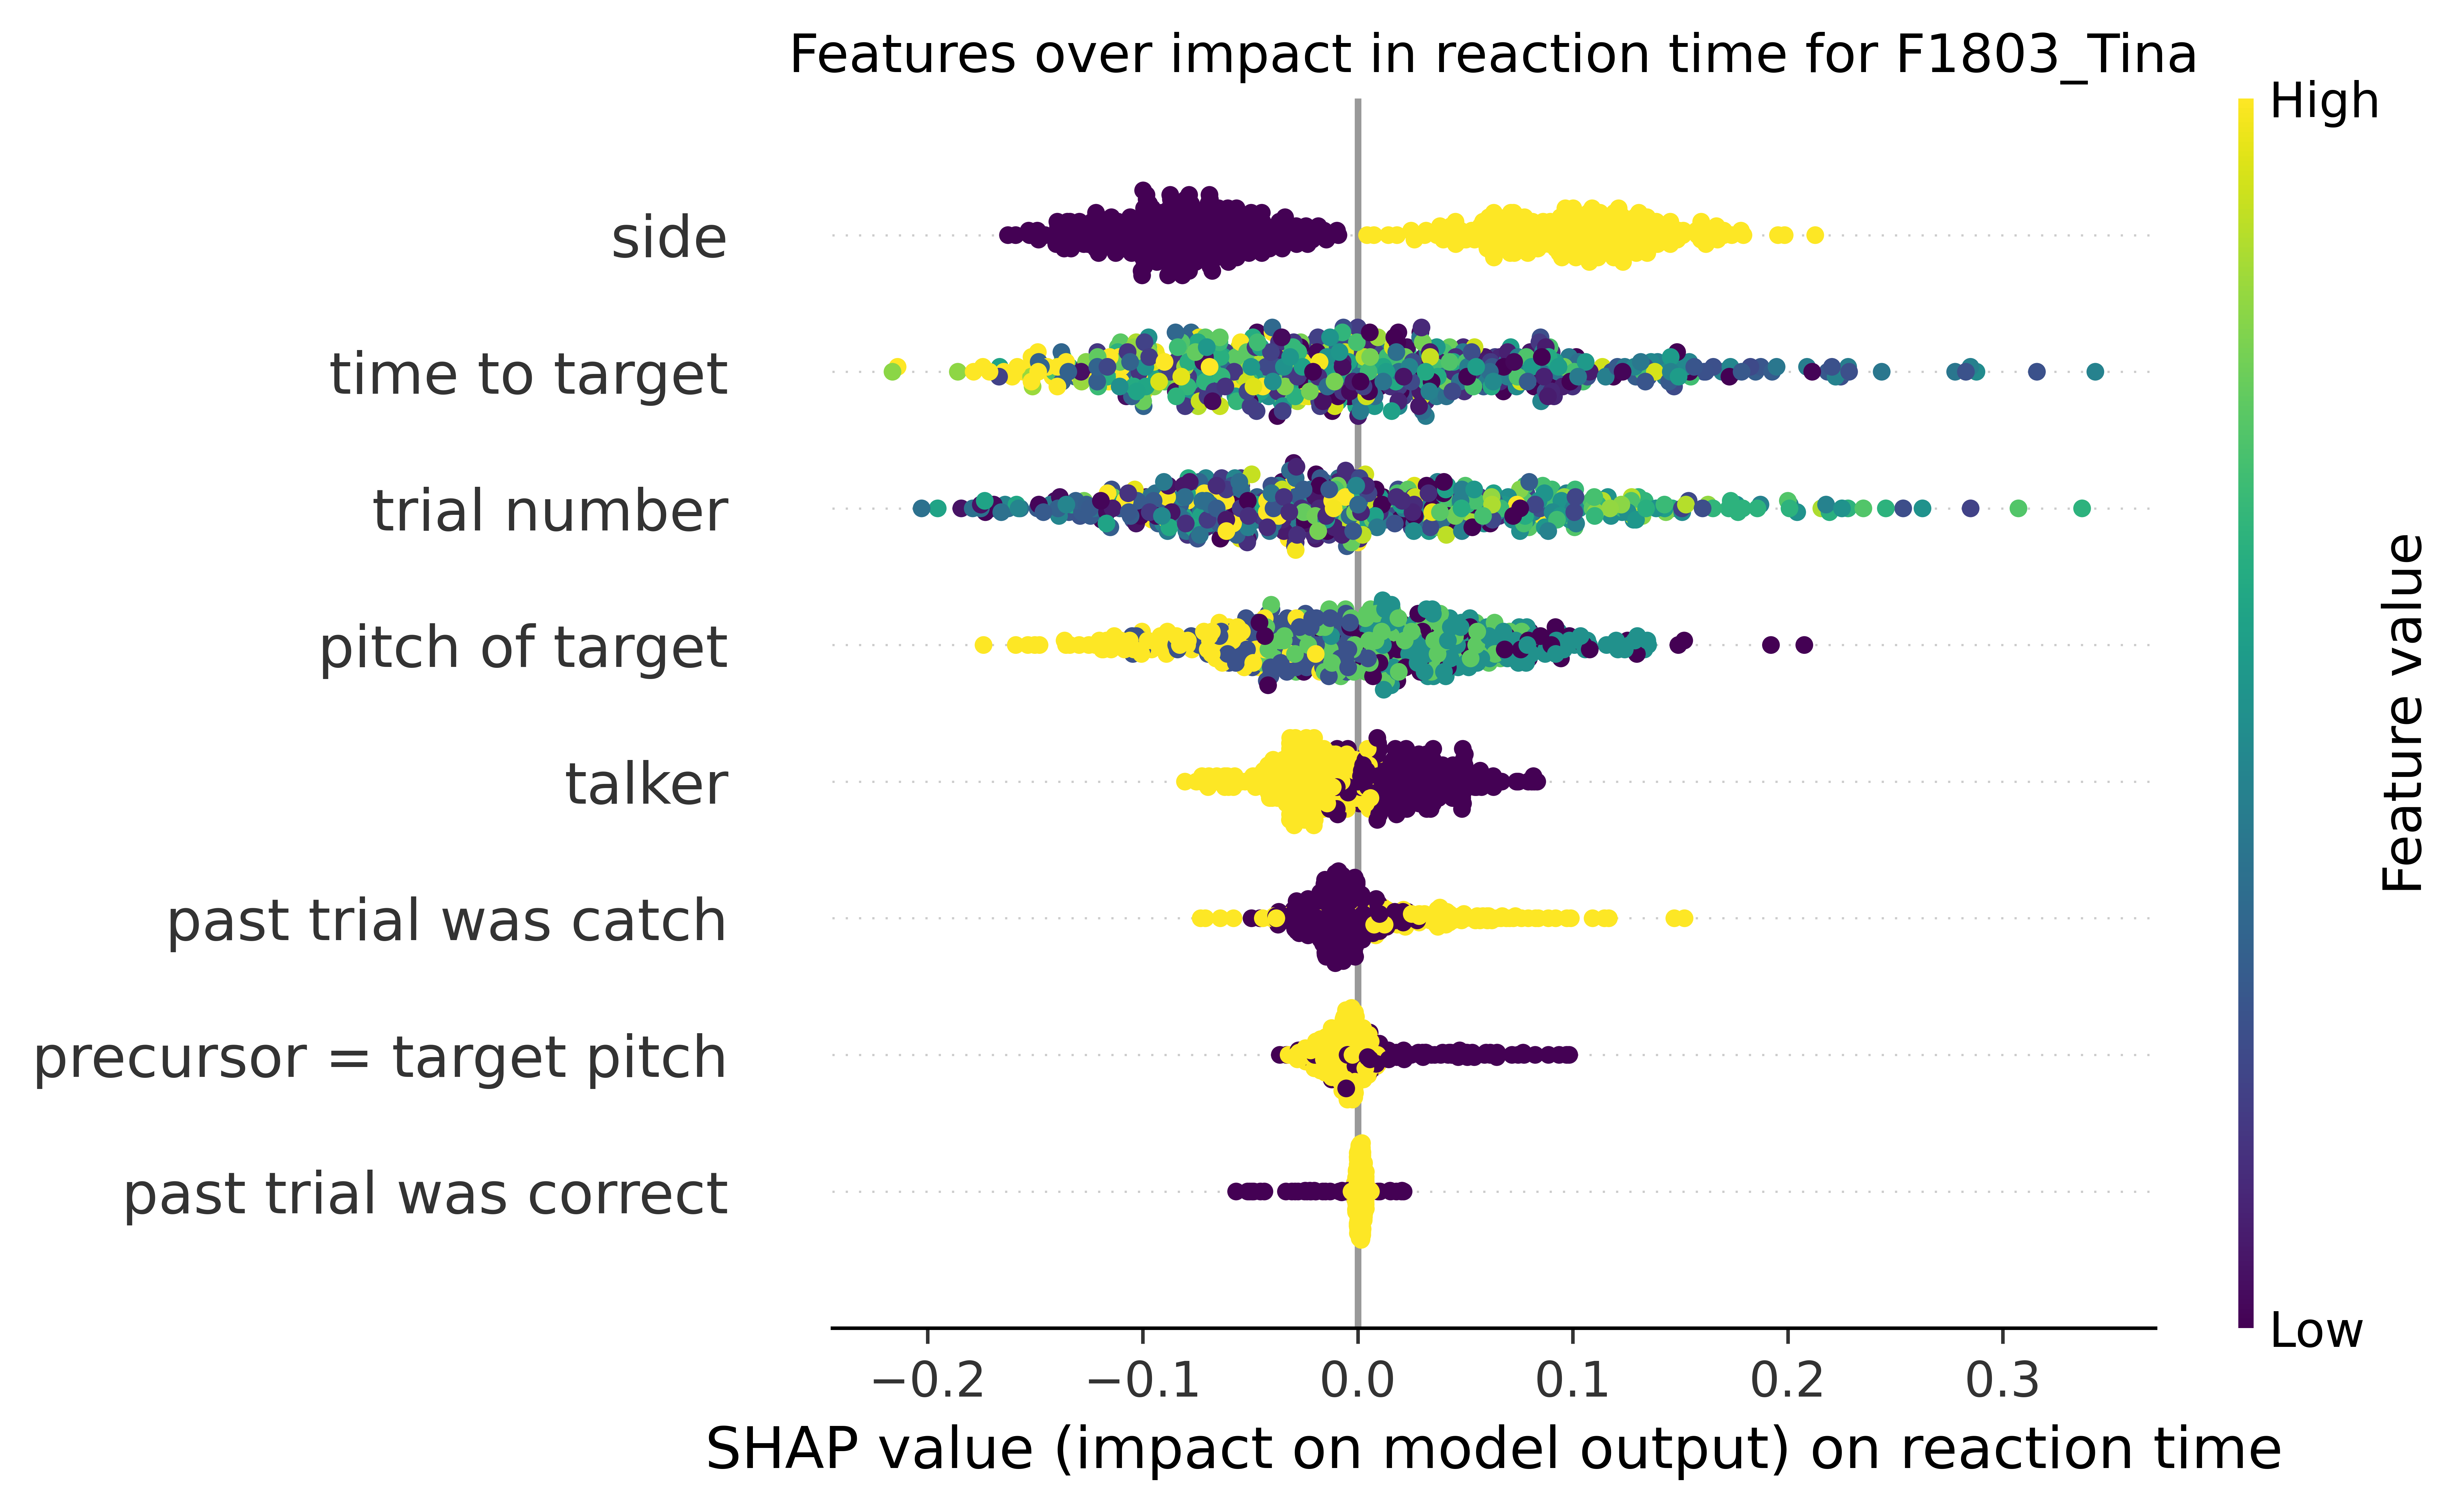 Features over impact in reaction time for F1803_Tina
High
side
time to target
trial number
pitch of target
talker
past trial was catch
precursor = target pitch
past trial was correct
Feature value
Low
−0.2 −0.1 0.0 0.1 0.2 0.3
SHAP value (impact on model output) on reaction time